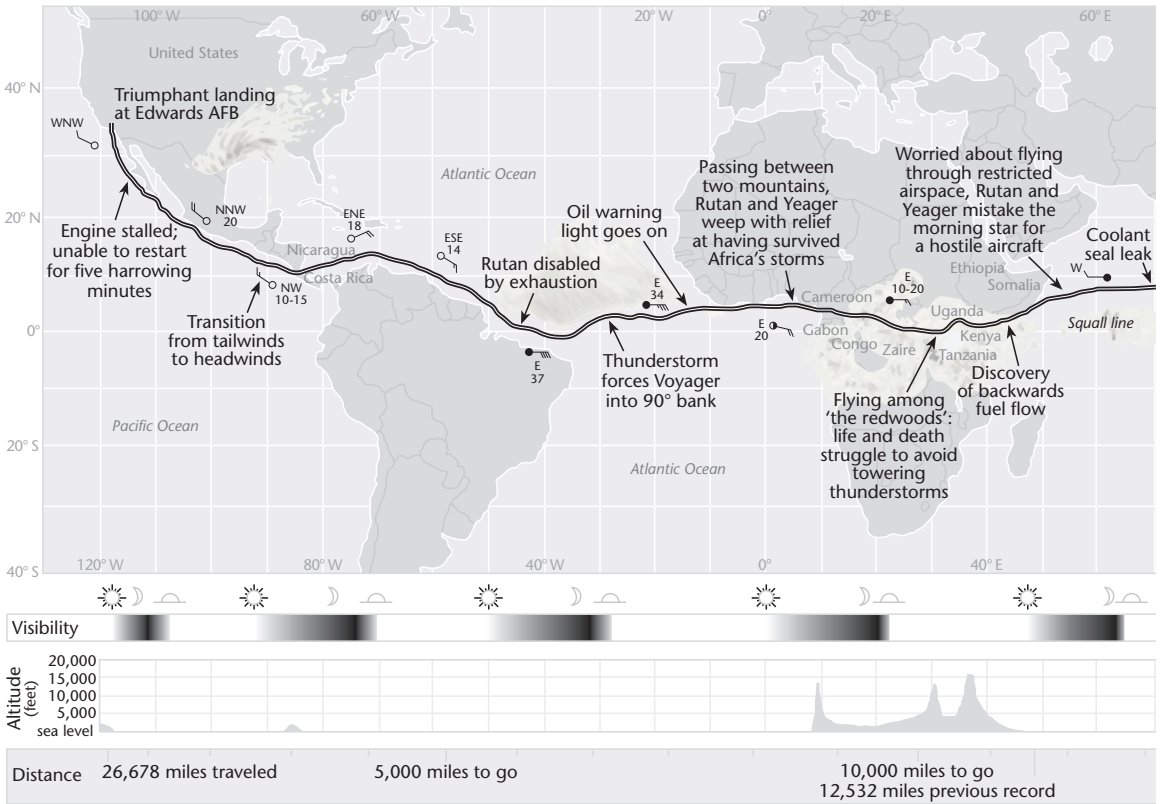 100° W
60° W
20° W
0°
20° E
60° E
United States
40° N
Triumphant landing
at Edwards AFB
WNW
Atlantic Ocean
Passing between
two mountains,
Rutan and Yeager
weep with relief
at having survived
Africa's storms
Worried about flying
through restricted
airspace, Rutan and
Yeager mistake the
morning star for
a hostile aircraft
20° N
NNW
20
ENE
18
Oil warning
light goes on
Engine stalled;
unable to restart
for five harrowing
minutes
Nicaragua
Costa Rica
ESE
14
Coolant
seal leak
W
Ethiopia
Somalia
NW
10-15
Rutan disabled
by exhaustion
E
34
E
10-20
Cameroon
Uganda
Transition
from tailwinds
to headwinds
0°
E
20
Gabon
Congo
Zaire
Kenya
Tanzania
Squall line
E
37
Thunderstorm
forces Voyager
into 90° bank
Discovery
of backwards
fuel flow
Flying among
'the redwoods':
life and death
struggle to avoid
towering
thunderstorms
Pacific Ocean
20° S
Atlantic Ocean
40° S
120° W
80° W
40° W
0°
40° E
Visibility
Altitude
(feet)
20,000
15,000
10,000
5,000
sea level
Distance
26,678 miles traveled
5,000 miles to go
10,000 miles to go
12,532 miles previous record